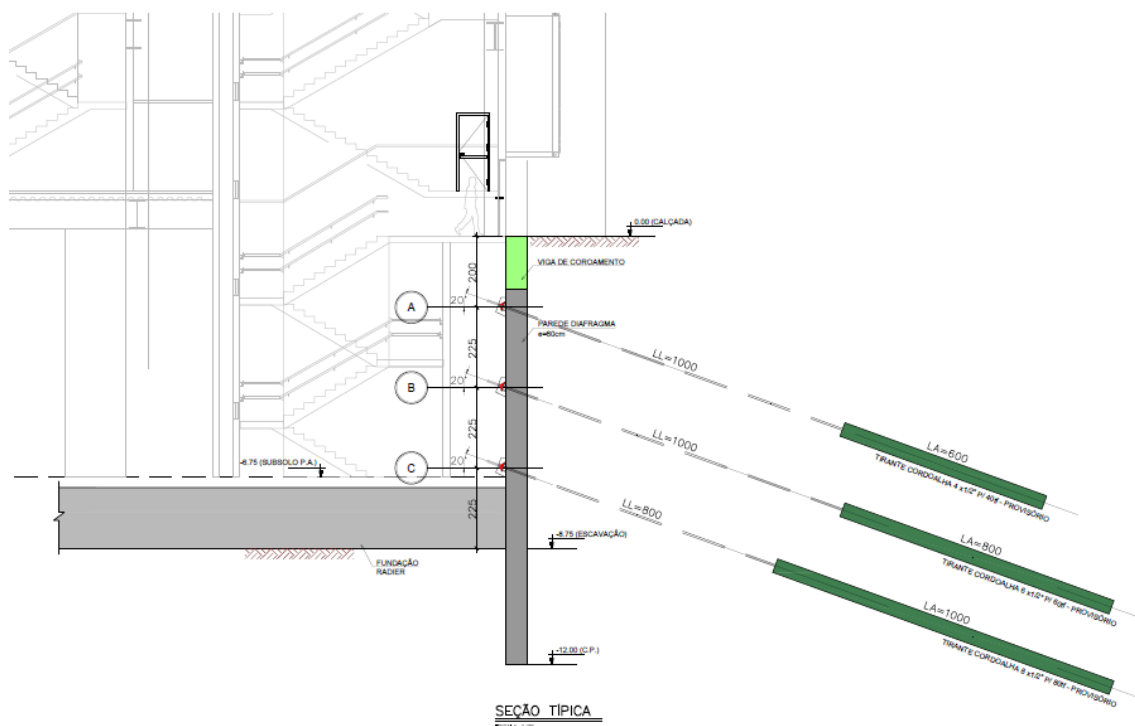 0.00 (CALÇADA)
VIGA DE COROAMENTO
200
A
20°
PAREDE DIAFRAGMA
e=60cm
225
LL=1000
B
20°
225
LL=1000
LA=600
TIRANTE CORDOALHA 4 x1/2" P/ 40tf - PROVISÓRIO
-6.75 (SUBSOLO P.A.)
C
20°
225
LL=800
LA=800
TIRANTE CORDOALHA 6 x1/2" P/ 60tf - PROVISÓRIO
-8.75 (ESCAVAÇÃO)
FUNDAÇÃO
RADIER
LA=1000
TIRANTE CORDOALHA 8 x1/2" P/ 80tf - PROVISÓRIO
-12.00 (C.P.)
SEÇÃO TÍPICA